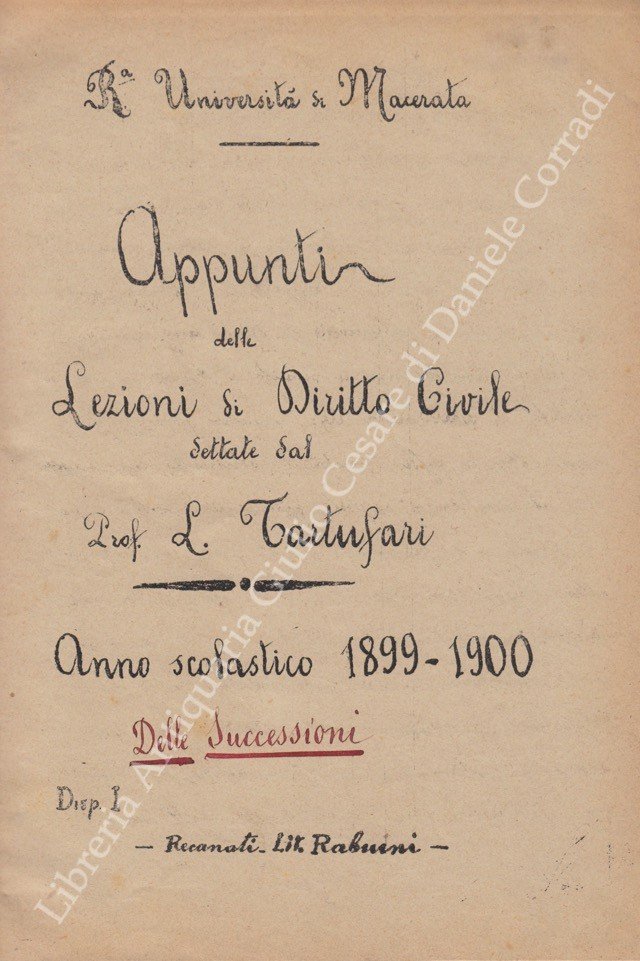 Rª Università di Macerata
Appunti
delle
Lezioni di Diritto Civile
dettate dal
Prof. L. Tartufari
Anno scolastico 1899-1900
Delle Successioni
Disp. I
— Recanati - Lit. Rabuini —
Libreria Antiquaria Giulio Cesare di Daniele Corradi